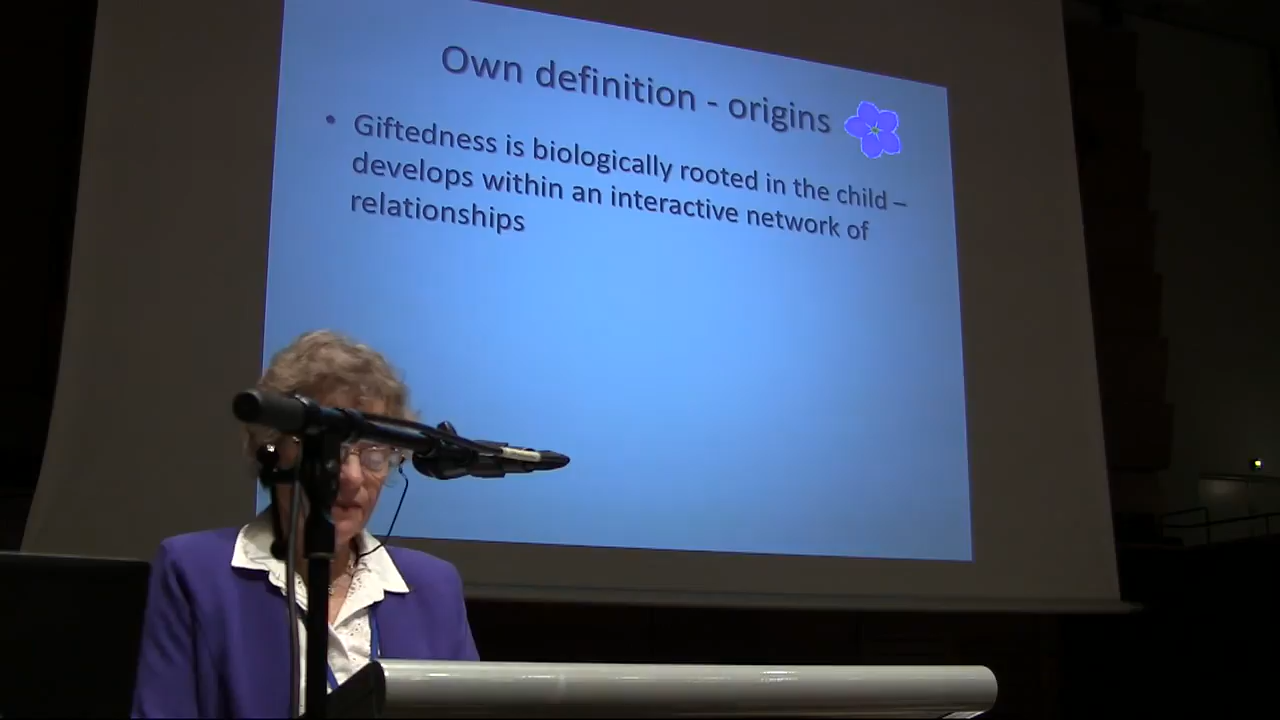 Own definition - origins
• Giftedness is biologically rooted in the child –
develops within an interactive network of
relationships